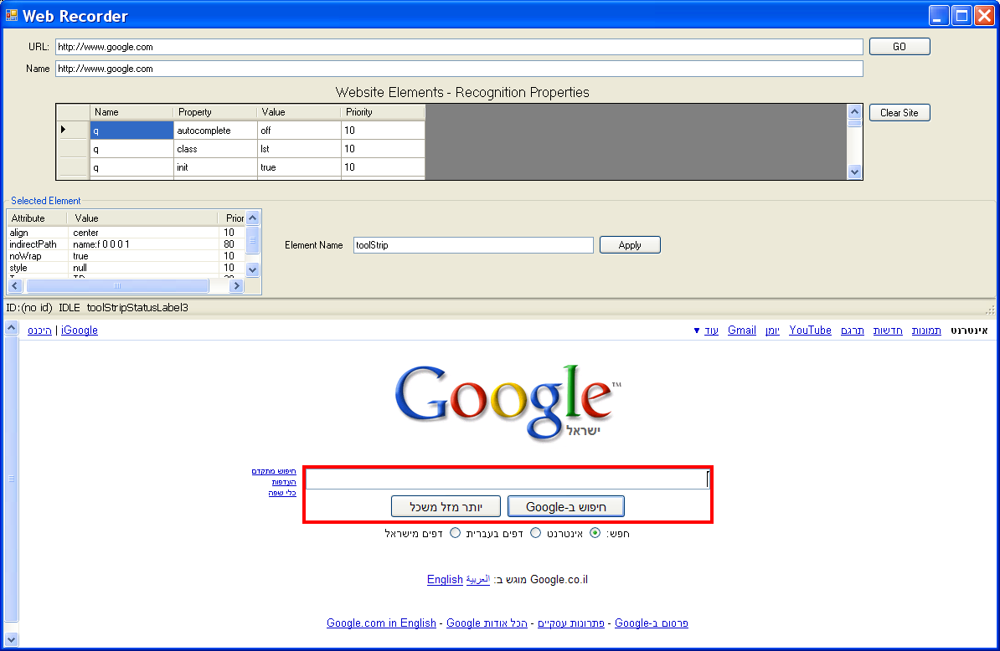 Web Recorder
URL: http://www.google.com GO
Name http://www.google.com
Website Elements - Recognition Properties
Name Property Value Priority
Clear Site
q autocomplete off 10
q class lst 10
q init true 10
Selected Element
Attribute Value Prior
align center 10
indirectPath name:f 0 0 0 1 80
noWrap true 10
style null 10
Element Name toolStrip Apply
ID:(no id) IDLE toolStripStatusLabel3
אינטרנט תמונות חדשות תרגם YouTube יומן Gmail עוד ▼
iGoogle | היכנס
Google™
ישראל
חיפוש מתקדם
העדפות
כלי שפה
חיפוש ב-Google יותר מזל משכל
חפש: אינטרנט דפים בעברית דפים מישראל
Google.co.il מוגש ב: العربية English
פרסום ב-Google - פתרונות עסקיים - הכל אודות Google - Google.com in English